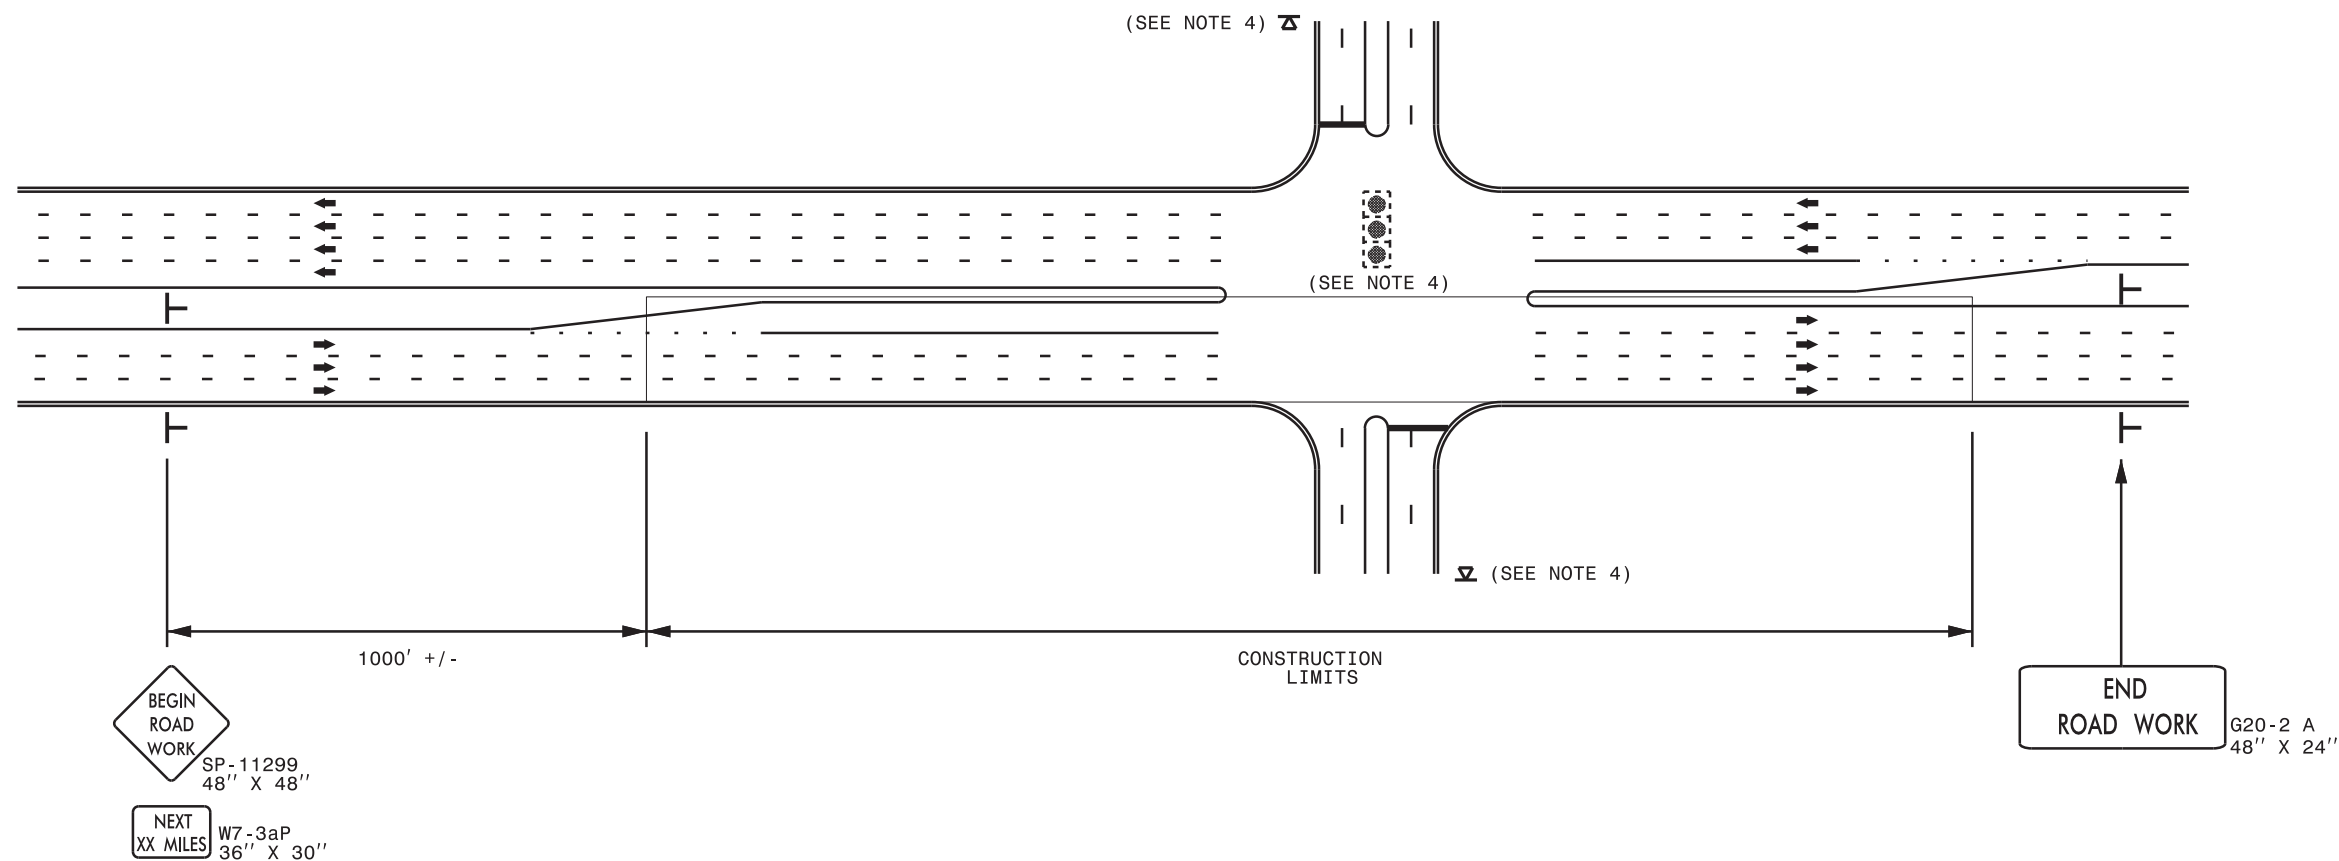 (SEE NOTE 4)
(SEE NOTE 4)
(SEE NOTE 4)
1000' +/-
CONSTRUCTION
LIMITS
BEGIN
ROAD
WORK
SP-11299
48'' X 48''
NEXT
XX MILES
W7-3aP
36'' X 30''
END
ROAD WORK
G20-2 A
48'' X 24''